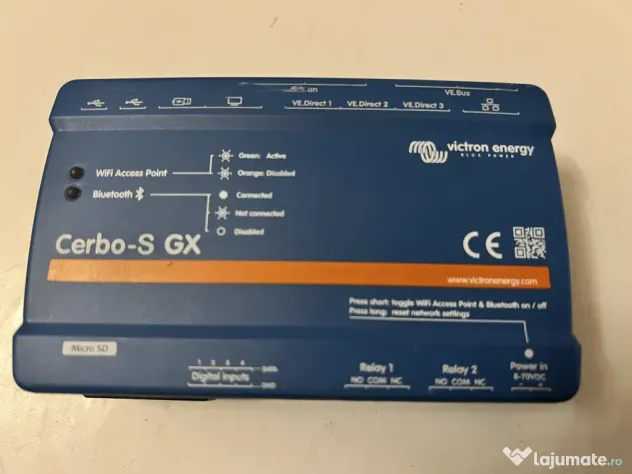 VE.Bus
VE.Direct 1 VE.Direct 2 VE.Direct 3
victron energy
BLUE POWER
WiFi Access Point
Green: Active
Orange: Disabled
Bluetooth
Connected
Not connected
Disabled
Cerbo-S GX
CE
www.victronenergy.com
Press short: toggle WiFi Access Point & Bluetooth on / off
Press long: reset network settings
Micro SD
1 2 3 4
DATA
Digital inputs
GND
Relay 1
NO COM NC
Relay 2
NO COM NC
Power in
8-70VDC
lajumate.ro